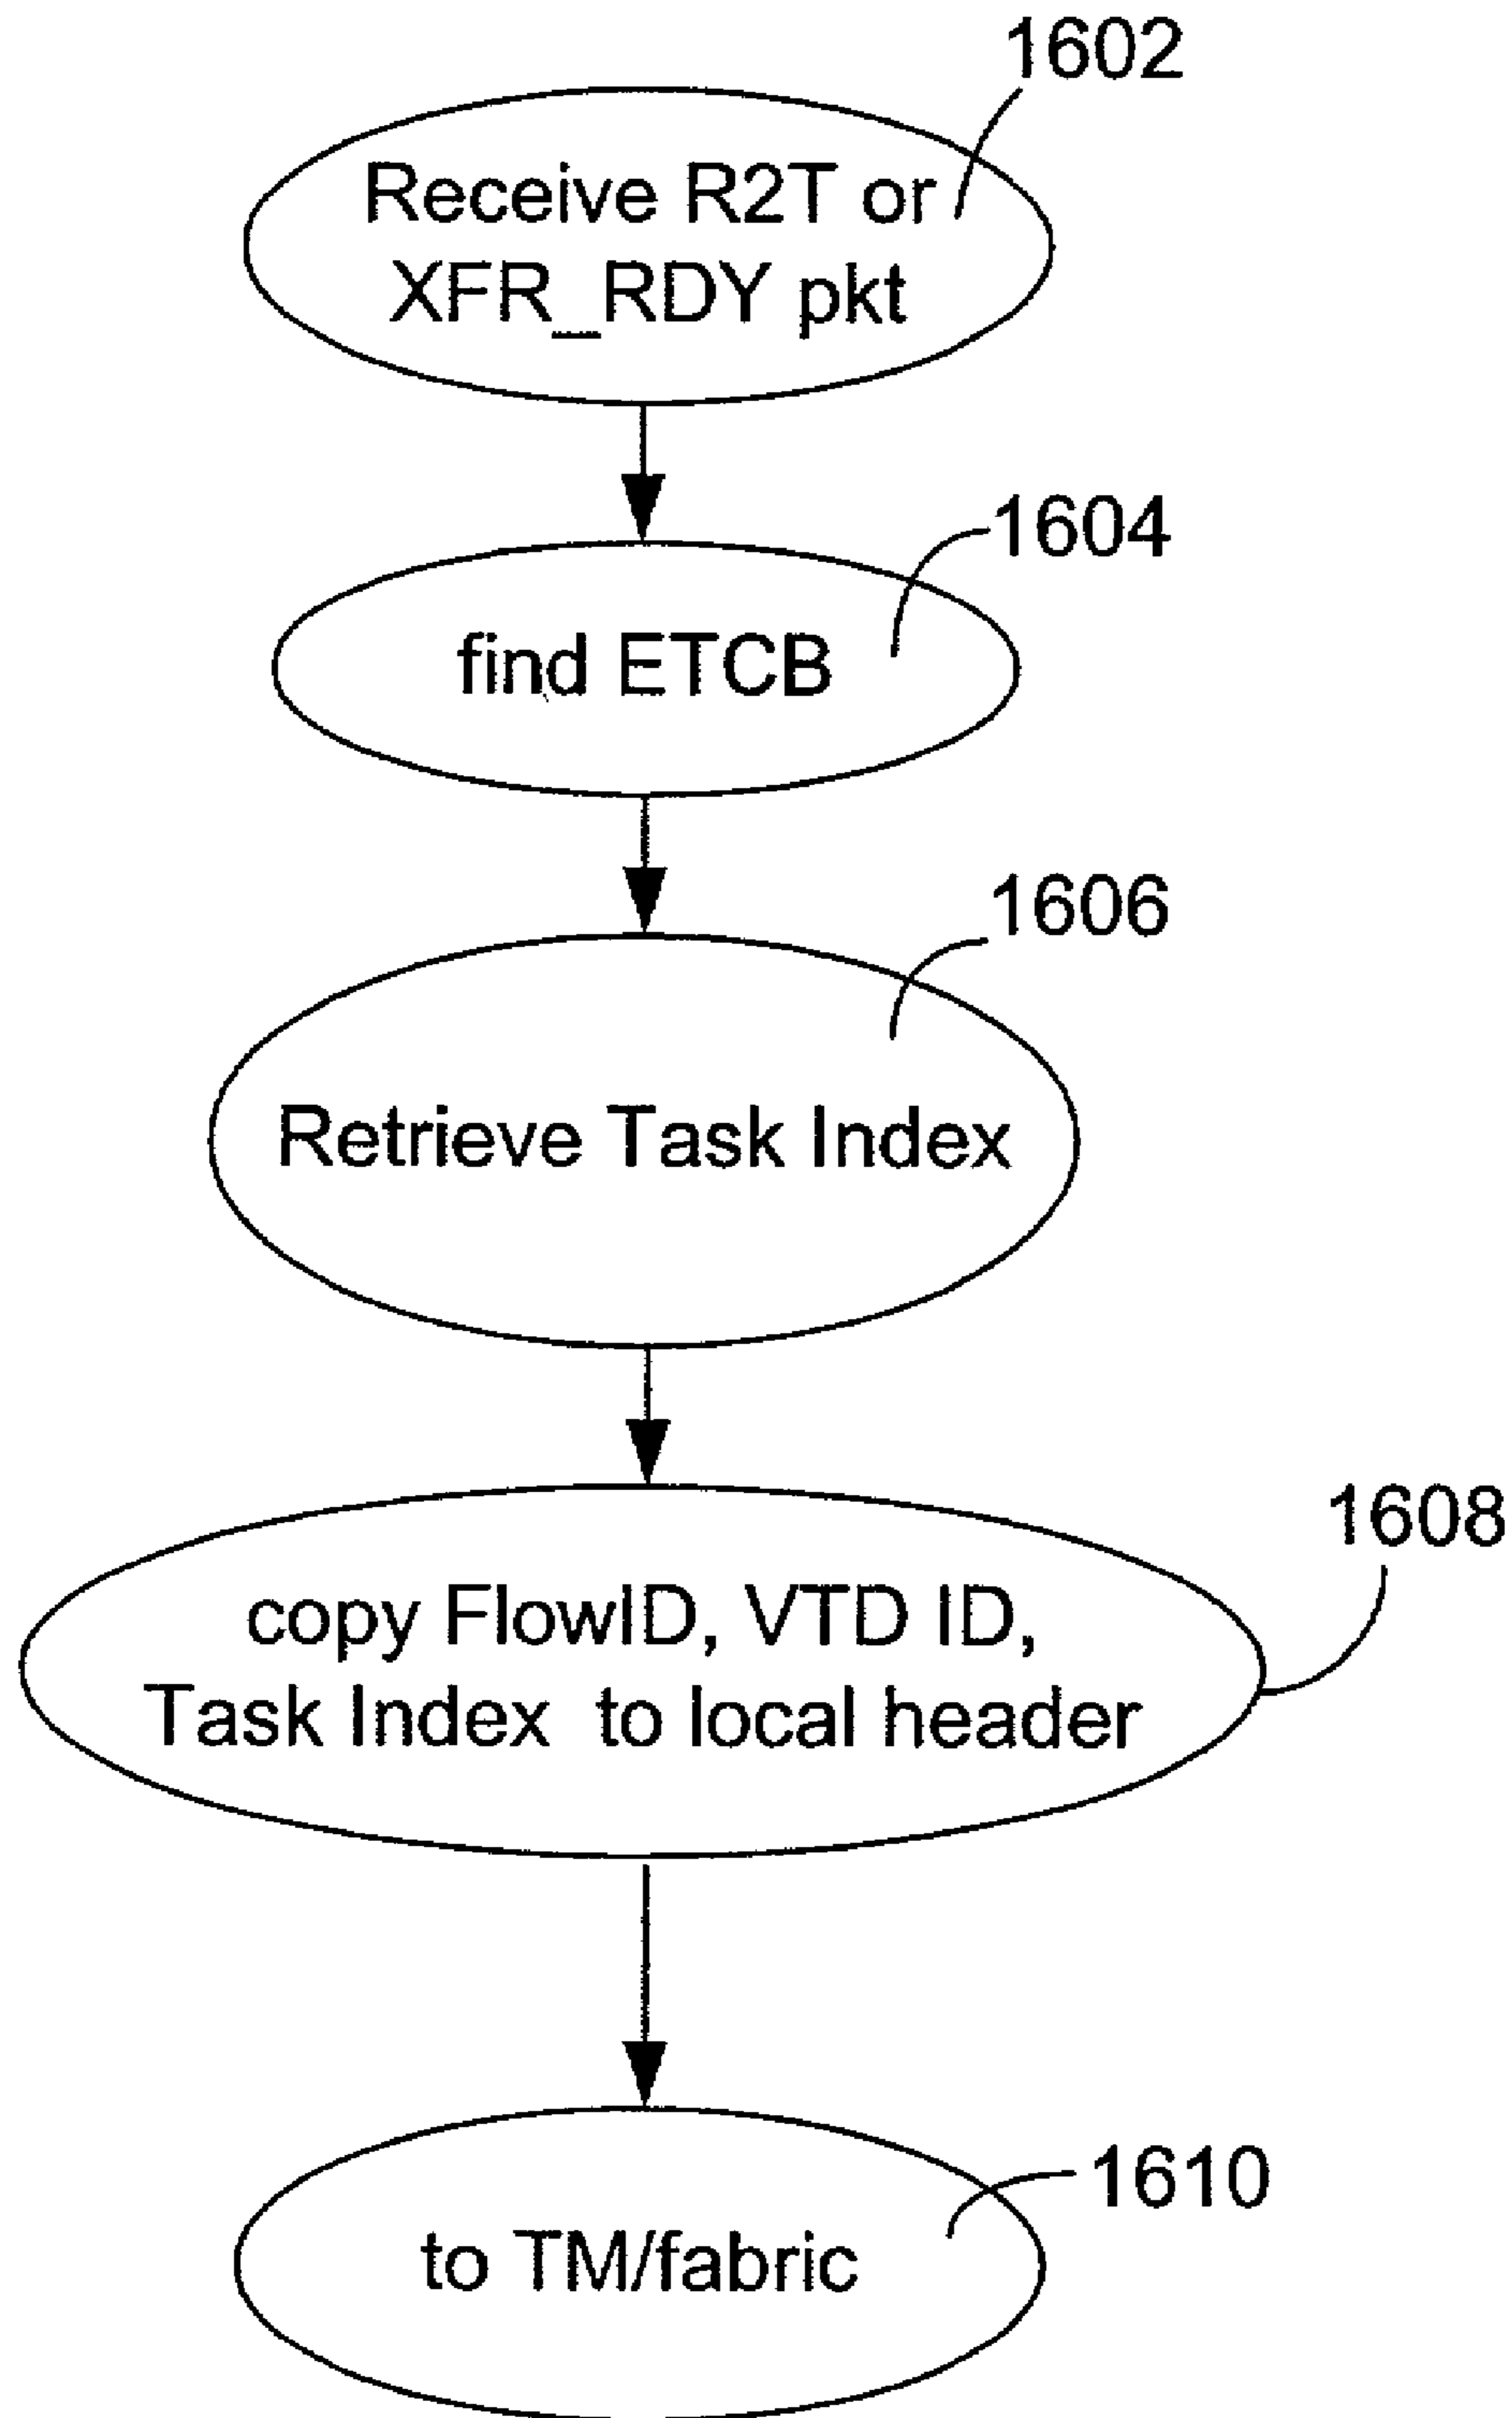 1602
Receive R2T or
XFR_RDY pkt
1604
find ETCB
1606
Retrieve Task Index
1608
copy FlowID, VTD ID,
Task Index to local header
1610
to TM/fabric